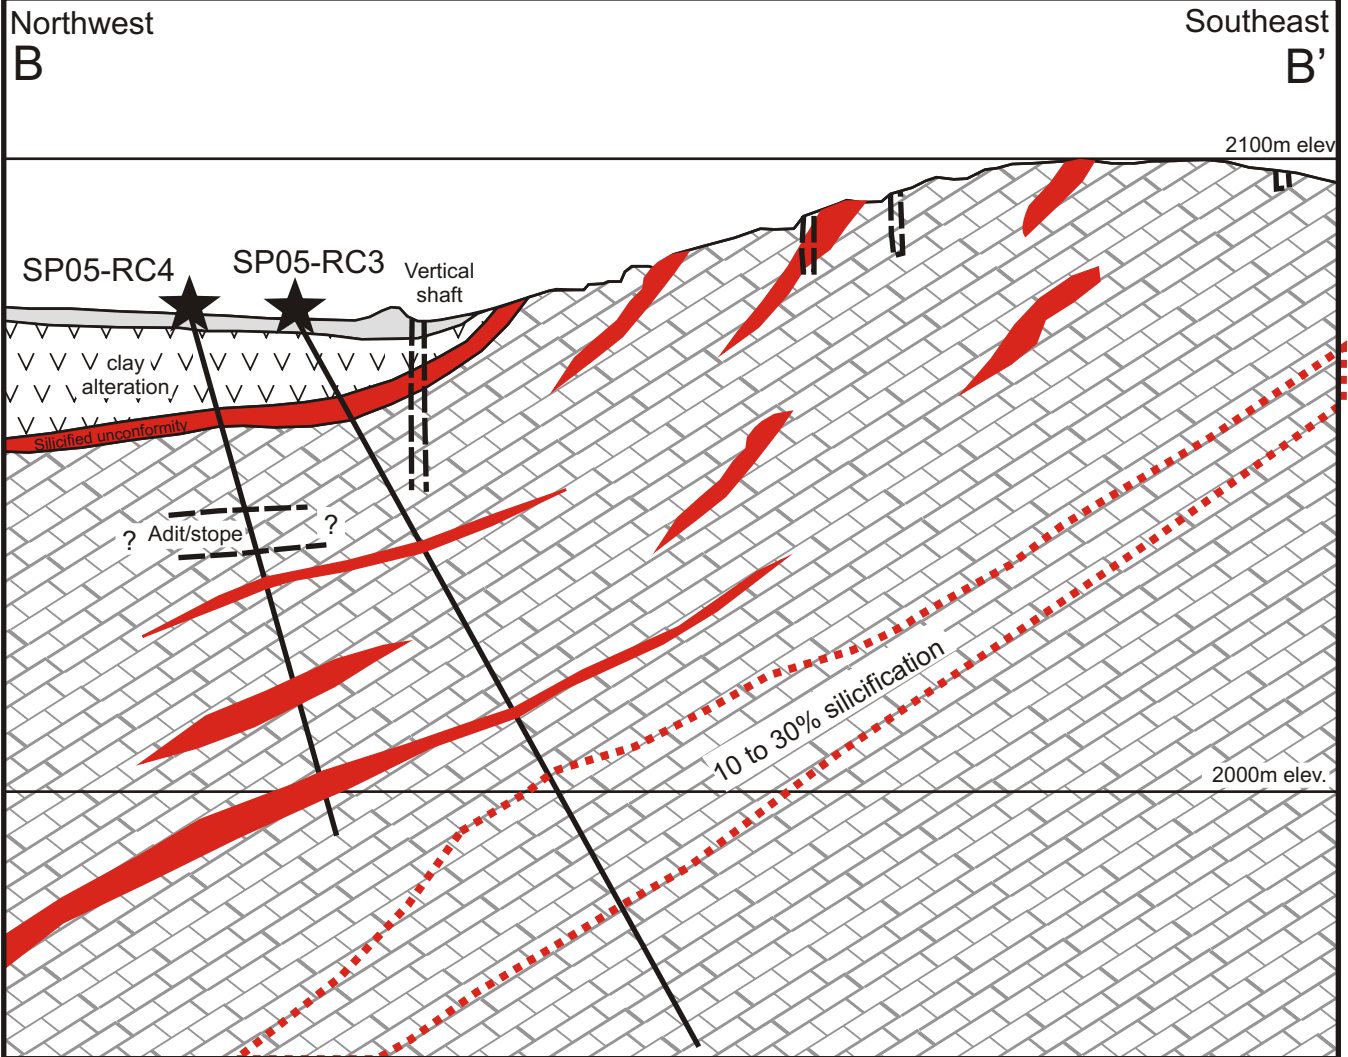 Northwest
B
Southeast
B’
2100m elev
SP05-RC4
SP05-RC3
Vertical
shaft
clay
alteration
Silicified unconformity
? Adit/stope ?
10 to 30% silicification
2000m elev.